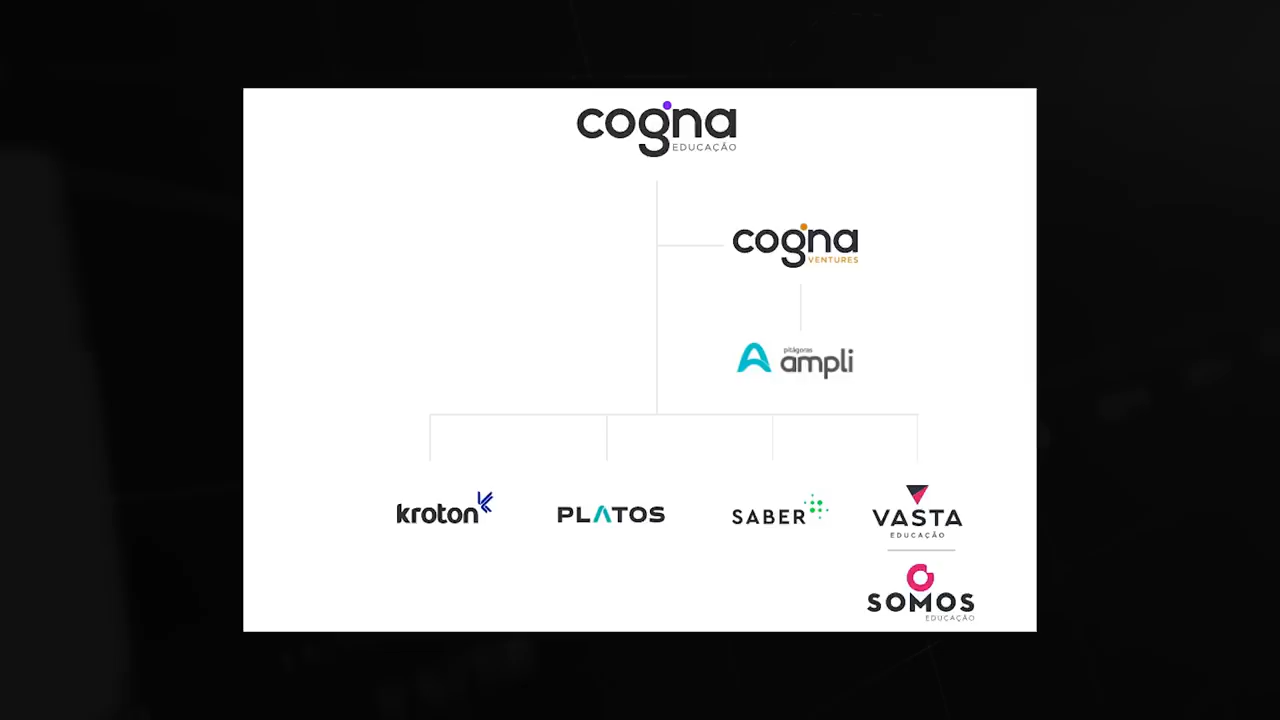 cogna
EDUCAÇÃO
cogna
VENTURES
pitágoras
ampli
kroton
PLATOS
SABER
VASTA
EDUCAÇÃO
SOMOS
EDUCAÇÃO